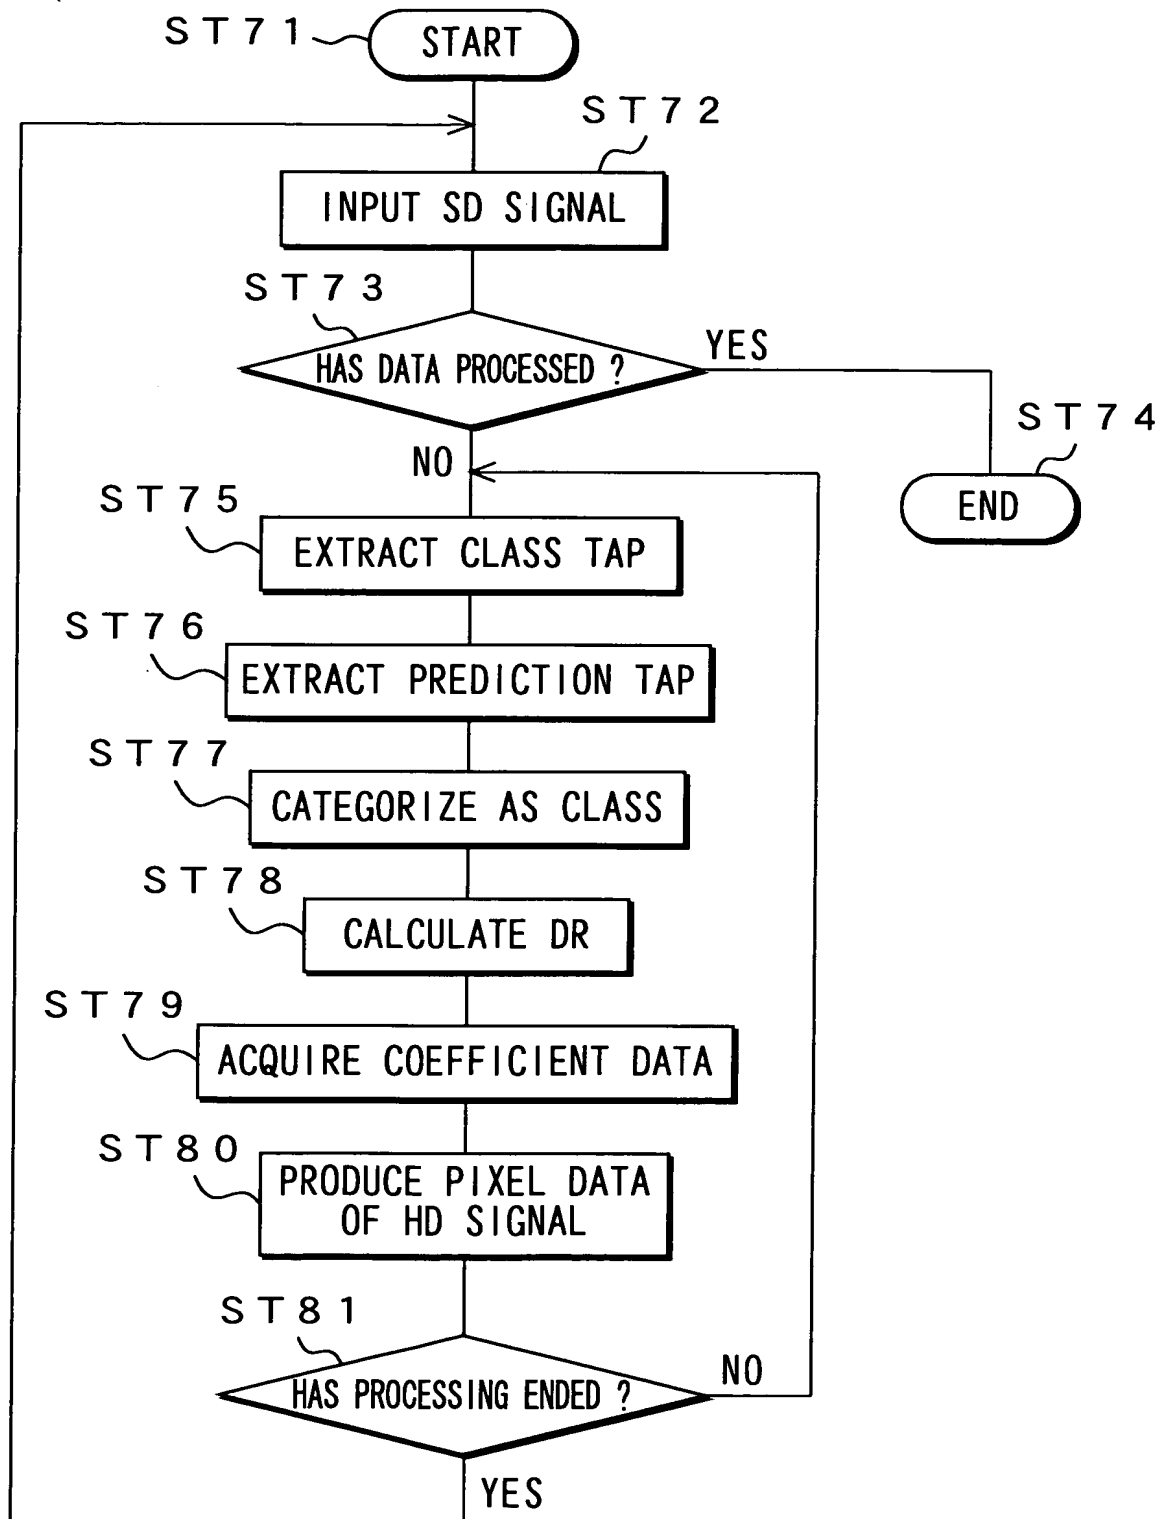 ST71
START
ST72
INPUT SD SIGNAL
ST73
HAS DATA PROCESSED ?
YES
ST74
END
NO
ST75
EXTRACT CLASS TAP
ST76
EXTRACT PREDICTION TAP
ST77
CATEGORIZE AS CLASS
ST78
CALCULATE DR
ST79
ACQUIRE COEFFICIENT DATA
ST80
PRODUCE PIXEL DATA
OF HD SIGNAL
ST81
HAS PROCESSING ENDED ?
NO
YES